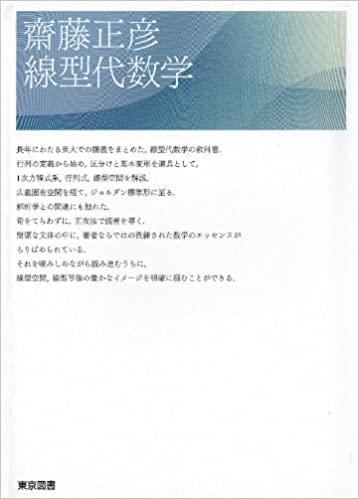 齋藤正彦
線型代数学
長年にわたる東大での講義をまとめた,線型代数学の教科書.
行列の定義から始め,区分けと基本変形を道具として,
1次方程式系,行列式,線型空間を解説.
広義固有空間を経て,ジョルダン標準形に至る.
解析学との関連にも触れた.
奇をてらわずに,正攻法で読者を導く.
簡潔な文体の中に,著者ならではの洗練された数学のエッセンスが
ちりばめられている.
それを噛みしめながら読み進むうちに,
線型空間,線型写像の豊かなイメージを明確に掴むことができる.
東京図書